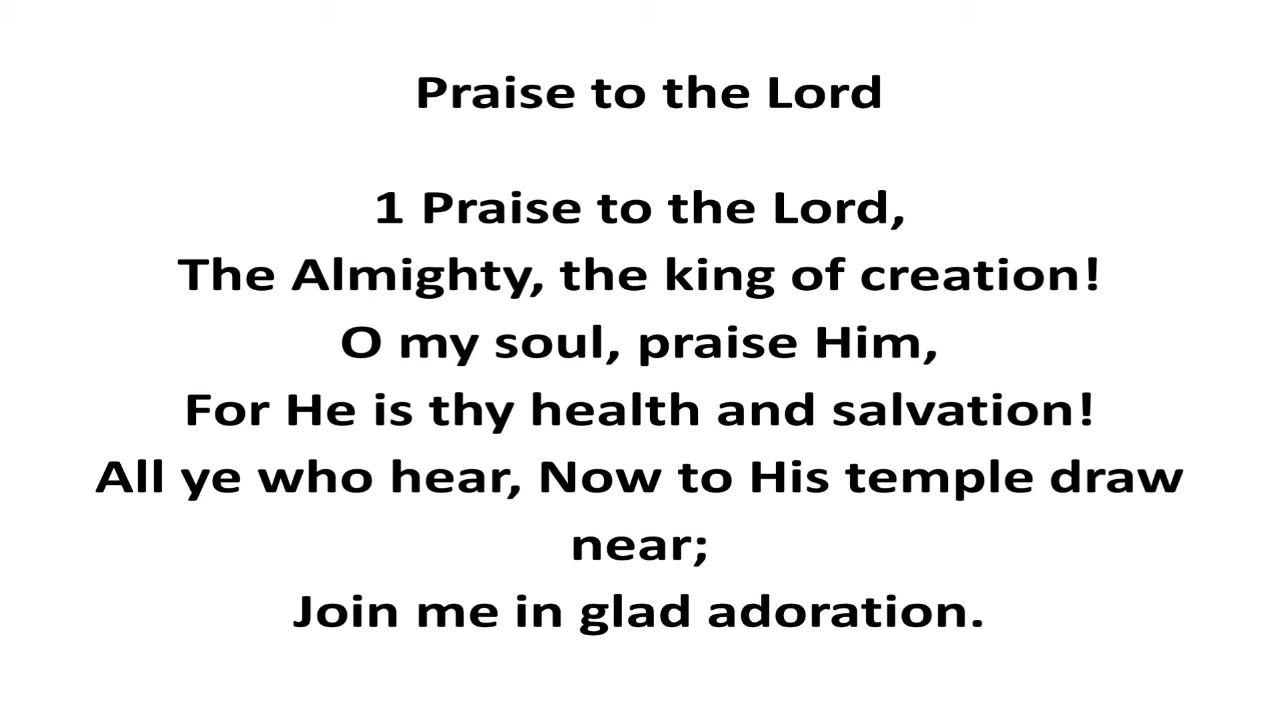 Praise to the Lord
1 Praise to the Lord,
The Almighty, the king of creation!
O my soul, praise Him,
For He is thy health and salvation!
All ye who hear, Now to His temple draw
near;
Join me in glad adoration.